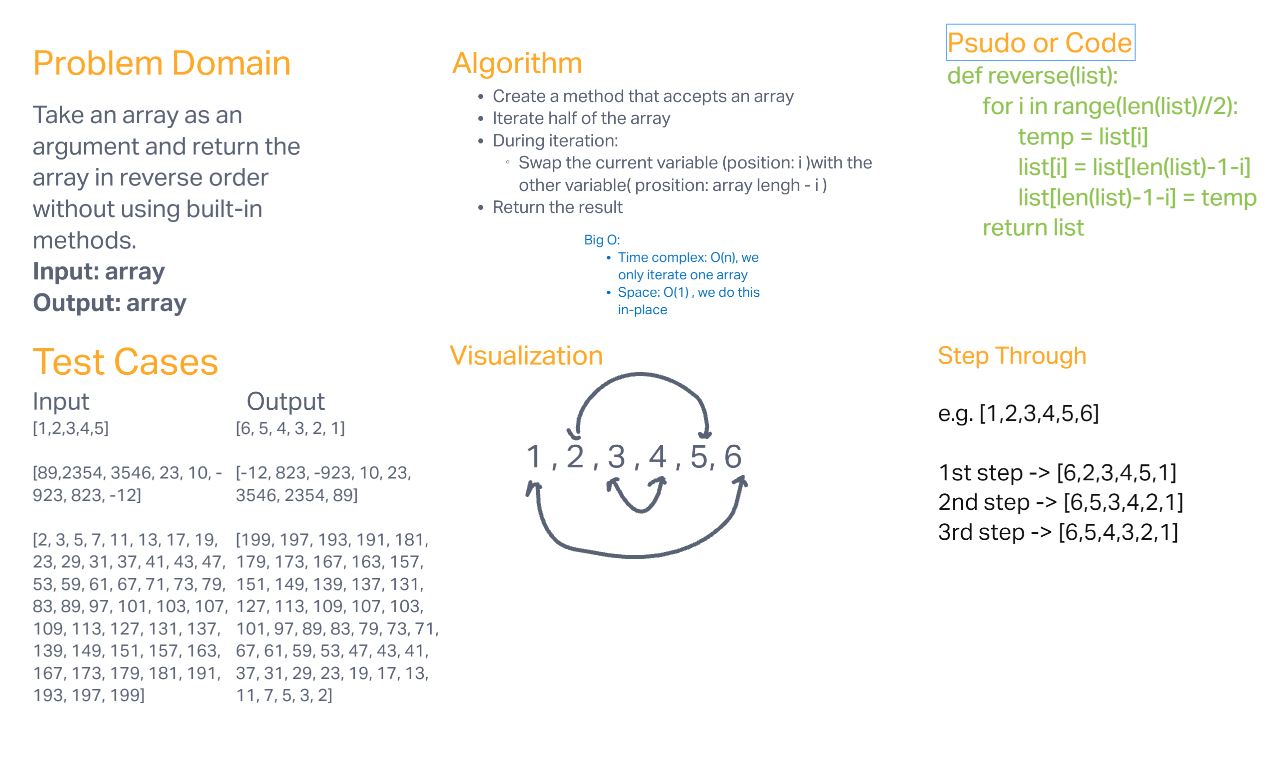 Problem Domain
Take an array as an
argument and return the
array in reverse order
without using built-in
methods.
Input: array
Output: array
Algorithm
• Create a method that accepts an array
• Iterate half of the array
• During iteration:
◦ Swap the current variable (position: i )with the
other variable( prosition: array lengh - i )
• Return the result
Big O:
• Time complex: O(n), we
only iterate one array
• Space: O(1) , we do this
in-place
Psudo or Code
def reverse(list):
for i in range(len(list)//2):
temp = list[i]
list[i] = list[len(list)-1-i]
list[len(list)-1-i] = temp
return list
Test Cases
Input
[1,2,3,4,5]
[89,2354, 3546, 23, 10, -
923, 823, -12]
[2, 3, 5, 7, 11, 13, 17, 19,
23, 29, 31, 37, 41, 43, 47,
53, 59, 61, 67, 71, 73, 79,
83, 89, 97, 101, 103, 107,
109, 113, 127, 131, 137,
139, 149, 151, 157, 163,
167, 173, 179, 181, 191,
193, 197, 199]
Output
[6, 5, 4, 3, 2, 1]
[-12, 823, -923, 10, 23,
3546, 2354, 89]
[199, 197, 193, 191, 181,
179, 173, 167, 163, 157,
151, 149, 139, 137, 131,
127, 113, 109, 107, 103,
101, 97, 89, 83, 79, 73, 71,
67, 61, 59, 53, 47, 43, 41,
37, 31, 29, 23, 19, 17, 13,
11, 7, 5, 3, 2]
Visualization
1 , 2 , 3 , 4 , 5, 6
Step Through
e.g. [1,2,3,4,5,6]
1st step -> [6,2,3,4,5,1]
2nd step -> [6,5,3,4,2,1]
3rd step -> [6,5,4,3,2,1]